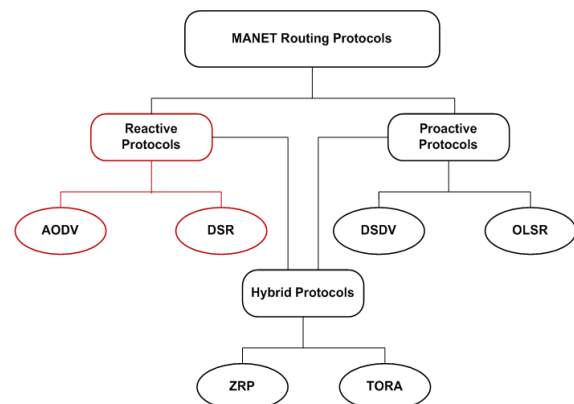 MANET Routing Protocols
Reactive
Protocols
Proactive
Protocols
AODV
DSR
DSDV
OLSR
Hybrid Protocols
ZRP
TORA